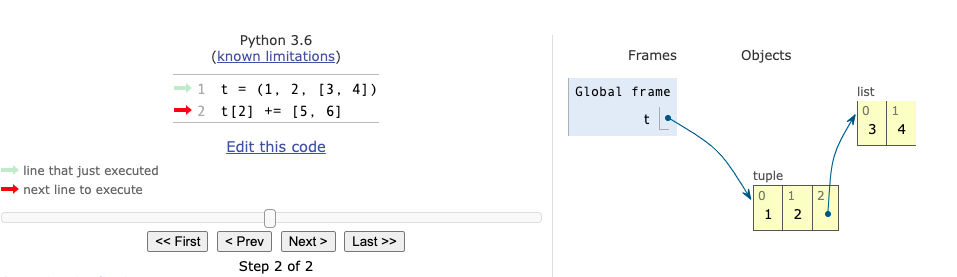 Python 3.6
(known limitations)
1 t = (1, 2, [3, 4])
2 t[2] += [5, 6]
Edit this code
line that just executed
next line to execute
<< First < Prev Next > Last >>
Step 2 of 2
Frames Objects
Global frame
t
list
0 1
3 4
tuple
0 1 2
1 2